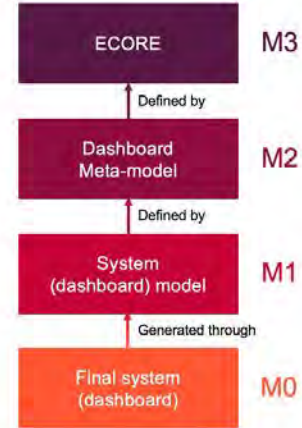 ECORE
M3
Defined by
Dashboard
Meta-model
M2
Defined by
System
(dashboard) model
M1
Generated through
Final system
(dashboard)
M0